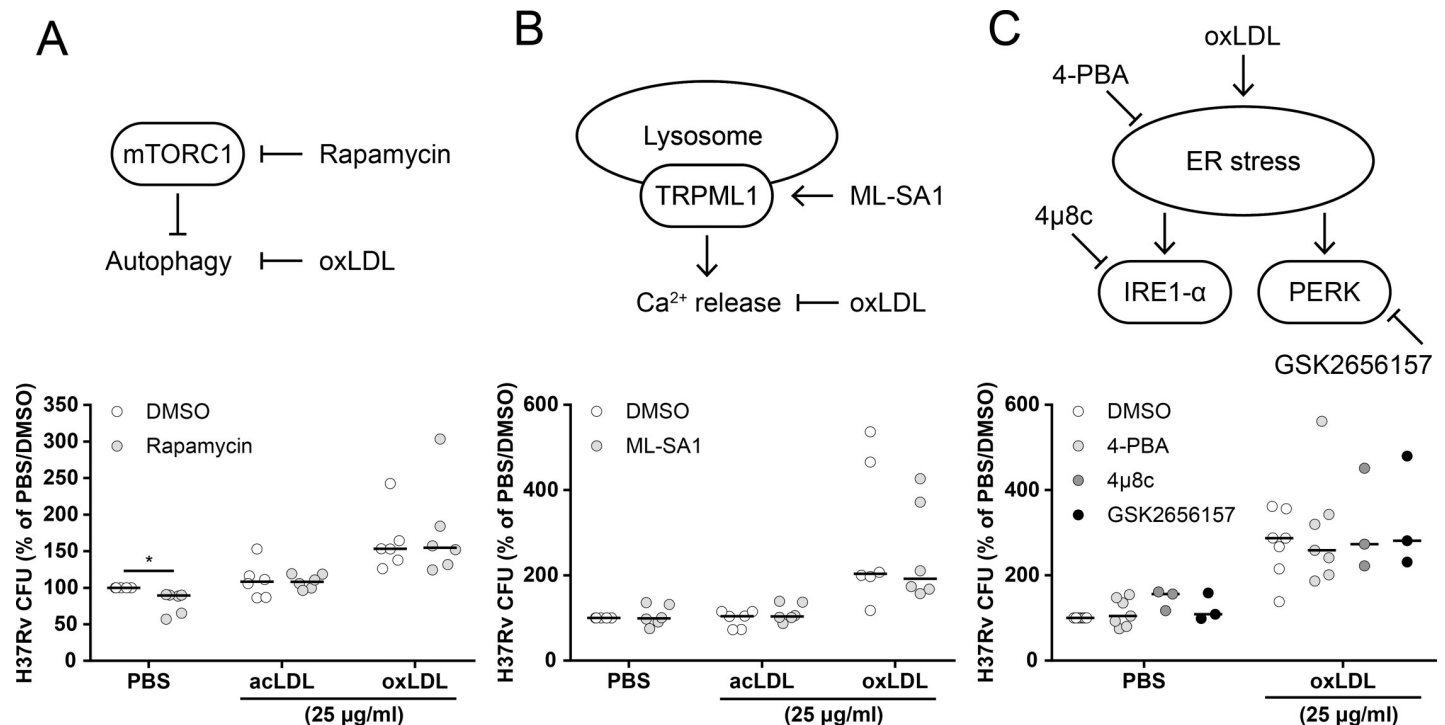 A
mTORC1
Rapamycin
Autophagy
oxLDL
H37Rv CFU (% of PBS/DMSO)
350
300
250
200
150
100
50
0
DMSO
Rapamycin
*
PBS
acLDL
oxLDL
(25 µg/ml)
B
Lysosome
TRPML1
ML-SA1
Ca²⁺ release
oxLDL
H37Rv CFU (% of PBS/DMSO)
600
400
200
0
DMSO
ML-SA1
PBS
acLDL
oxLDL
(25 µg/ml)
C
oxLDL
4-PBA
ER stress
4µ8c
IRE1-α
PERK
GSK2656157
H37Rv CFU (% of PBS/DMSO)
600
400
200
0
DMSO
4-PBA
4µ8c
GSK2656157
PBS
oxLDL
(25 µg/ml)